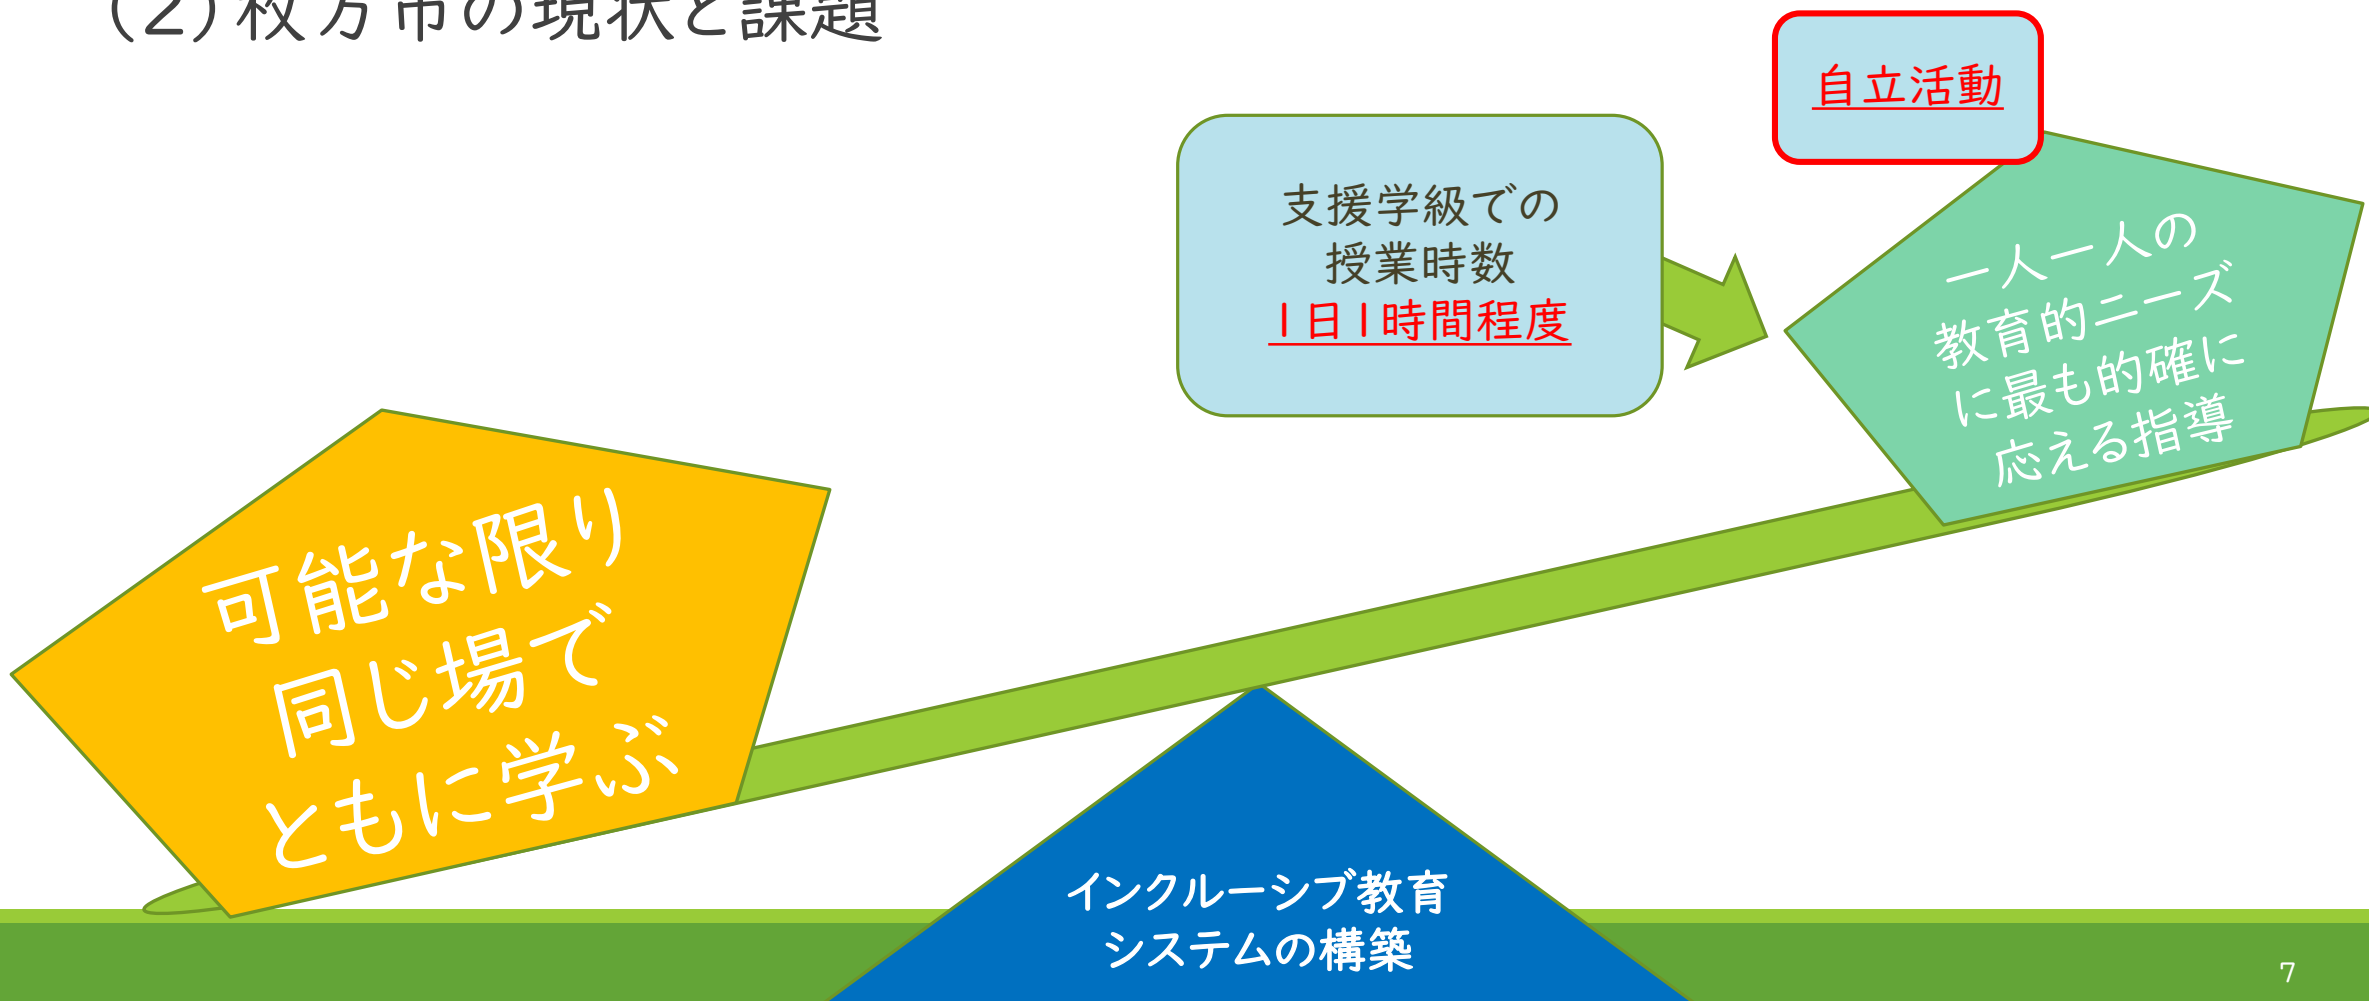 (2)枚方市の現状と課題
自立活動
支援学級での
授業時数
1日1時間程度
一人一人の
教育的ニーズ
に最も的確に
応える指導
可能な限り
同じ場で
ともに学ぶ
インクルーシブ教育
システムの構築
7